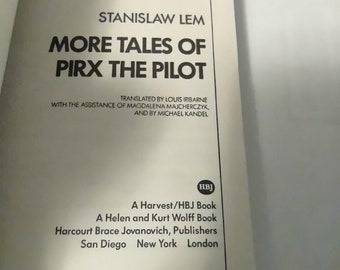 STANISLAW LEM
MORE TALES OF
PIRX THE PILOT
TRANSLATED BY LOUIS IRIBARNE
WITH THE ASSISTANCE OF MAGDALENA MAJCHERCZYK,
AND BY MICHAEL KANDEL
HBJ
A Harvest/HBJ Book
A Helen and Kurt Wolff Book
Harcourt Brace Jovanovich, Publishers
San Diego New York London